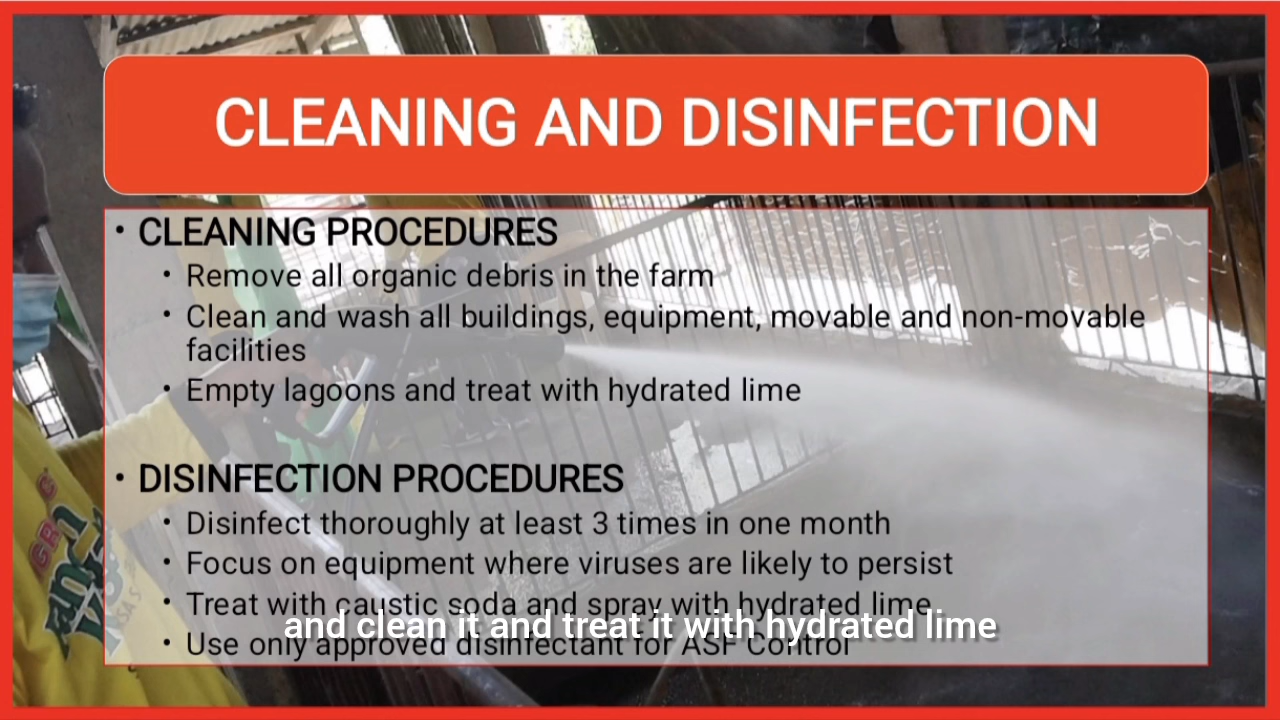 CLEANING AND DISINFECTION
• CLEANING PROCEDURES
• Remove all organic debris in the farm
• Clean and wash all buildings, equipment, movable and non-movable
facilities
• Empty lagoons and treat with hydrated lime
• DISINFECTION PROCEDURES
• Disinfect thoroughly at least 3 times in one month
• Focus on equipment where viruses are likely to persist
• Treat with caustic soda and spray with hydrated lime
and clean it and treat it with hydrated lime
• Use only approved disinfectant for ASF Control